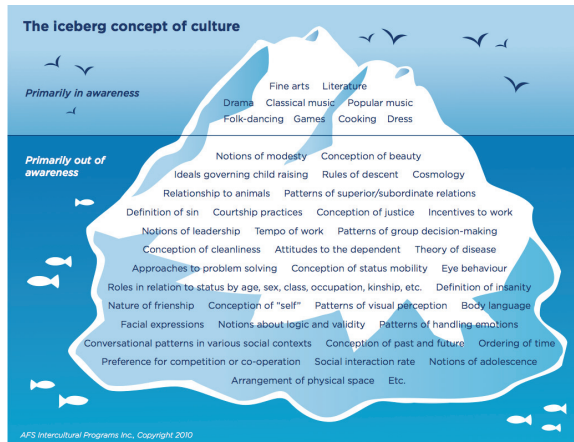 The iceberg concept of culture
Primarily in awareness
Fine arts Literature
Drama Classical music Popular music
Folk-dancing Games Cooking Dress
Primarily out of
awareness
Notions of modesty Conception of beauty
Ideals governing child raising Rules of descent Cosmology
Relationship to animals Patterns of superior/subordinate relations
Definition of sin Courtship practices Conception of justice Incentives to work
Notions of leadership Tempo of work Patterns of group decision-making
Conception of cleanliness Attitudes to the dependent Theory of disease
Approaches to problem solving Conception of status mobility Eye behaviour
Roles in relation to status by age, sex, class, occupation, kinship, etc. Definition of insanity
Nature of frienship Conception of "self" Patterns of visual perception Body language
Facial expressions Notions about logic and validity Patterns of handling emotions
Conversational patterns in various social contexts Conception of past and future Ordering of time
Preference for competition or co-operation Social interaction rate Notions of adolescence
Arrangement of physical space Etc.
AFS Intercultural Programs Inc., Copyright 2010